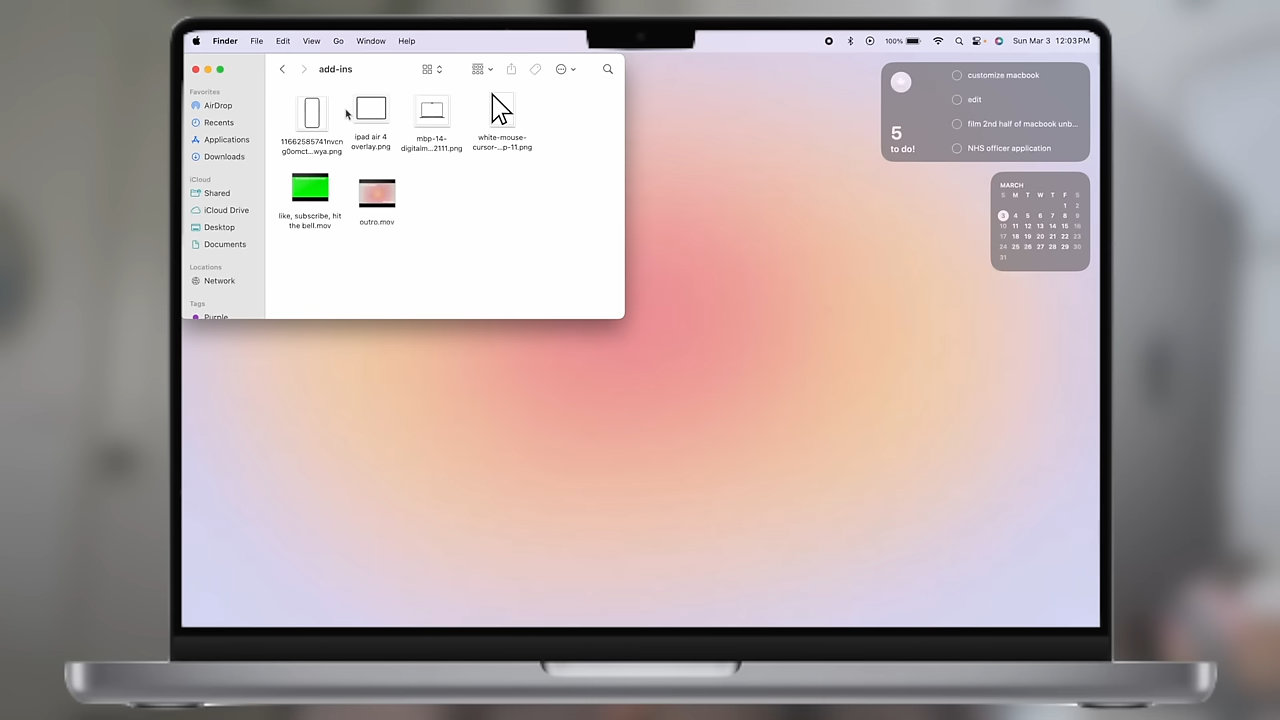 Finder File Edit View Go Window Help
100% Sun Mar 3 12:03 PM
add-ins
Favorites
AirDrop
Recents
Applications
Downloads
iCloud
Shared
iCloud Drive
Desktop
Documents
Locations
Network
Tags
Purple
11662585741nvcn
g0omct...wya.png
ipad air 4
overlay.png
mbp-14-
digitalm...2111.png
white-mouse-
cursor-...p-11.png
like, subscribe, hit
the bell.mov
outro.mov
5
to do!
customize macbook
edit
film 2nd half of macbook unb...
NHS officer application
MARCH
S M T W T F S
1 2
3 4 5 6 7 8 9
10 11 12 13 14 15 16
17 18 19 20 21 22 23
24 25 26 27 28 29 30
31